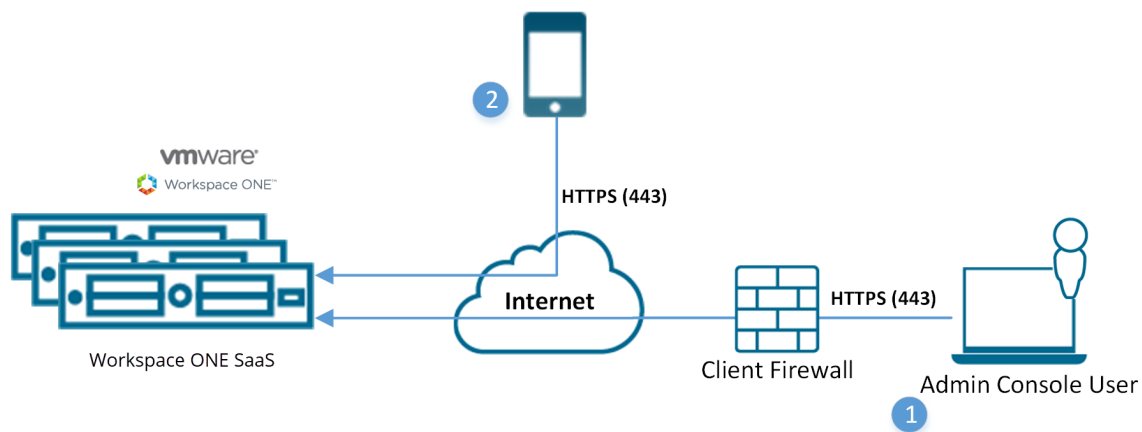 2
vmware®
Workspace ONE™
HTTPS (443)
Internet
HTTPS (443)
Workspace ONE SaaS
Client Firewall
Admin Console User
1